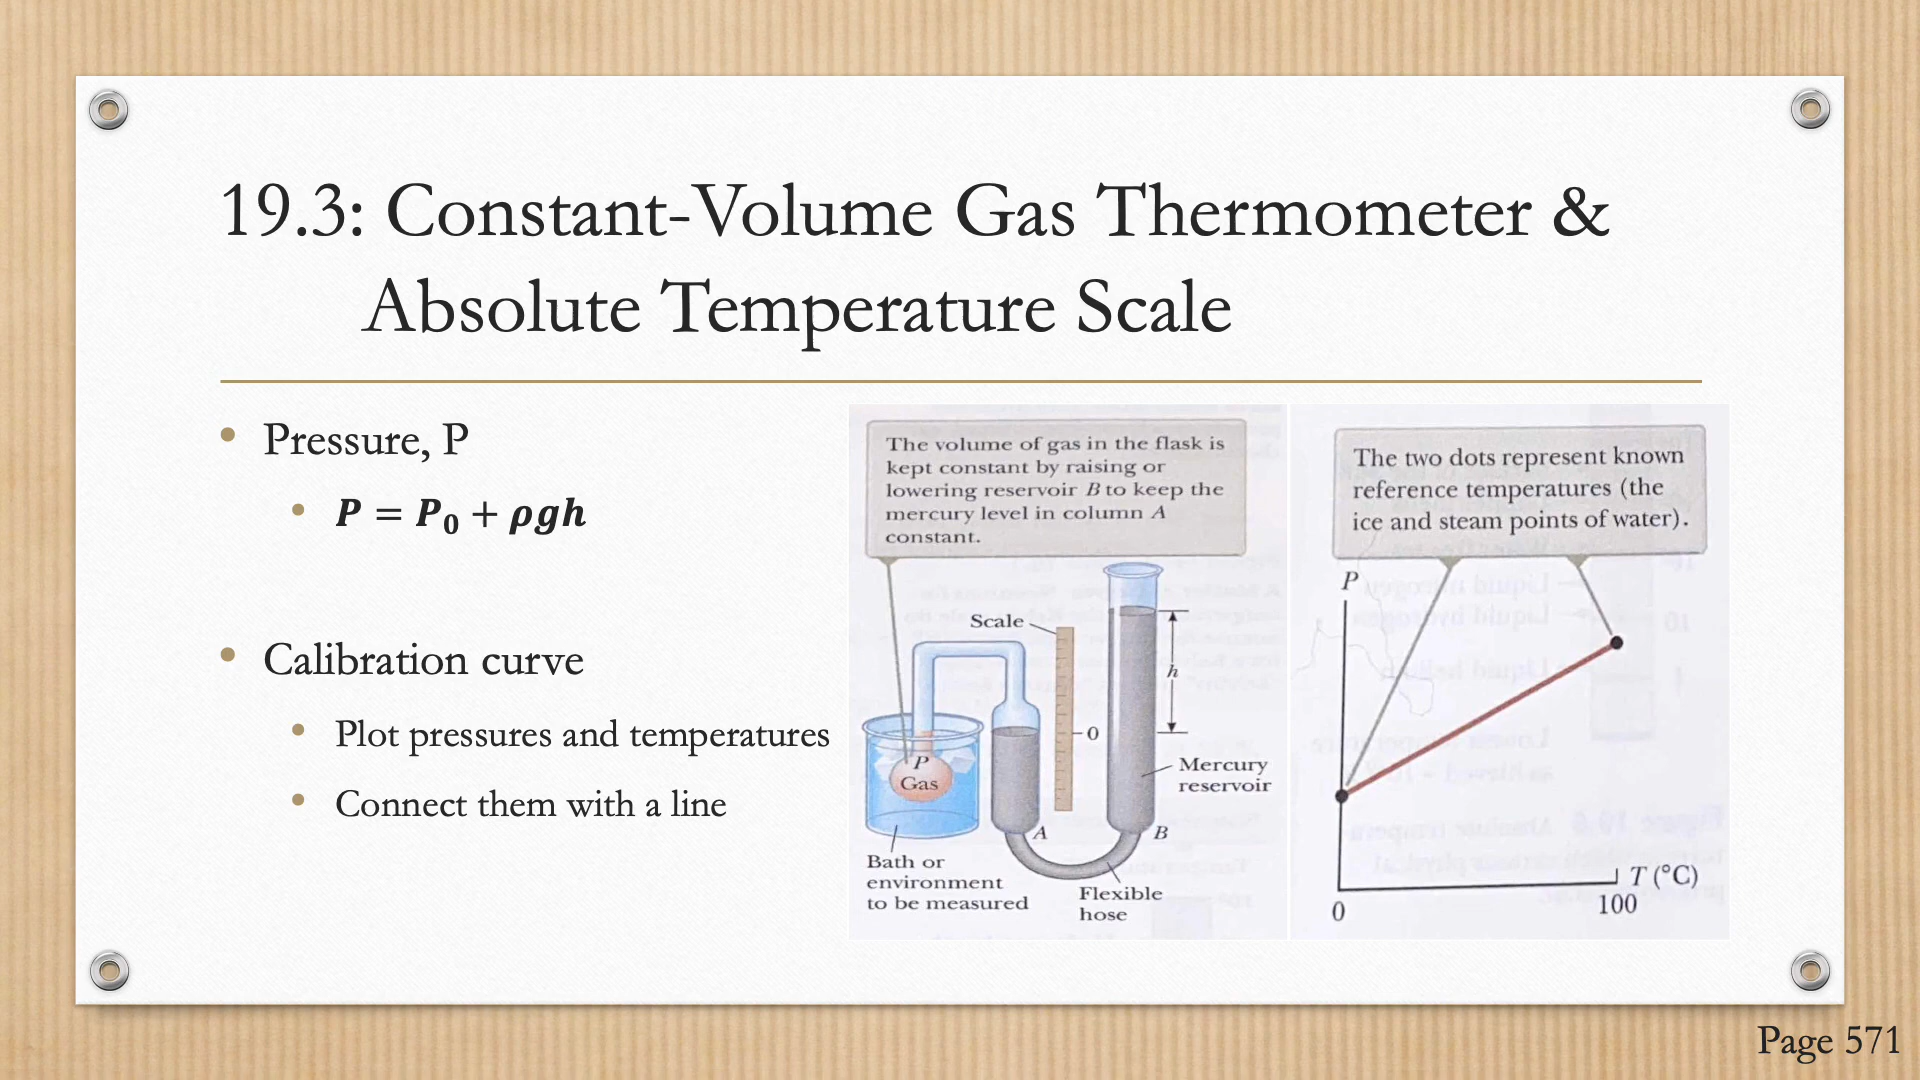 19.3: Constant-Volume Gas Thermometer &
Absolute Temperature Scale
• Pressure, P
• P = P₀ + ρgh
• Calibration curve
• Plot pressures and temperatures
• Connect them with a line
The volume of gas in the flask is
kept constant by raising or
lowering reservoir B to keep the
mercury level in column A
constant.
Scale
h
0
P
Gas
Mercury
reservoir
A
B
Bath or
environment
to be measured
Flexible
hose
The two dots represent known
reference temperatures (the
ice and steam points of water).
P
T (°C)
0
100
Page 571